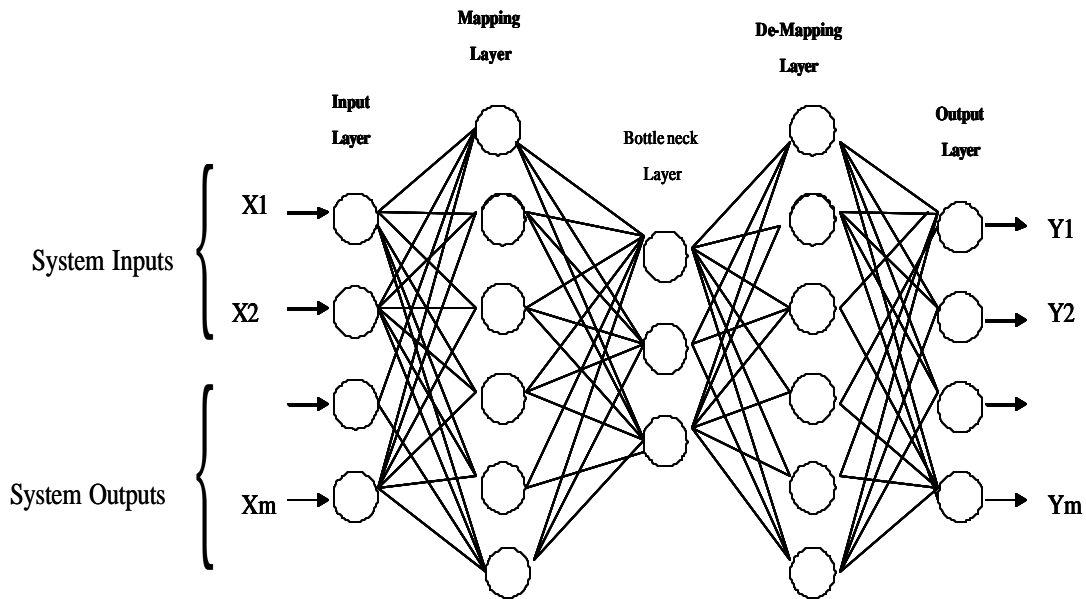 Mapping
Layer
De-Mapping
Layer
Input
Layer
Bottle neck
Layer
Output
Layer
X1
Y1
System Inputs
X2
Y2
System Outputs
Xm
Ym